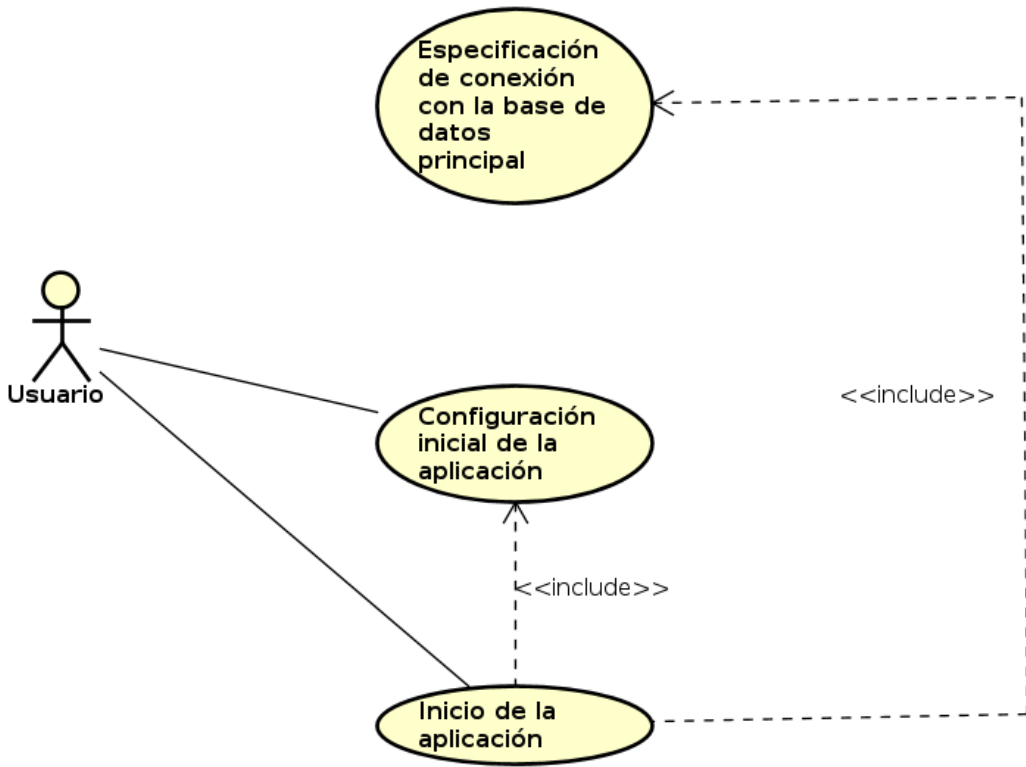 Especificación
de conexión
con la base de
datos
principal
Usuario
<<include>>
Configuración
inicial de la
aplicación
<<include>>
Inicio de la
aplicación